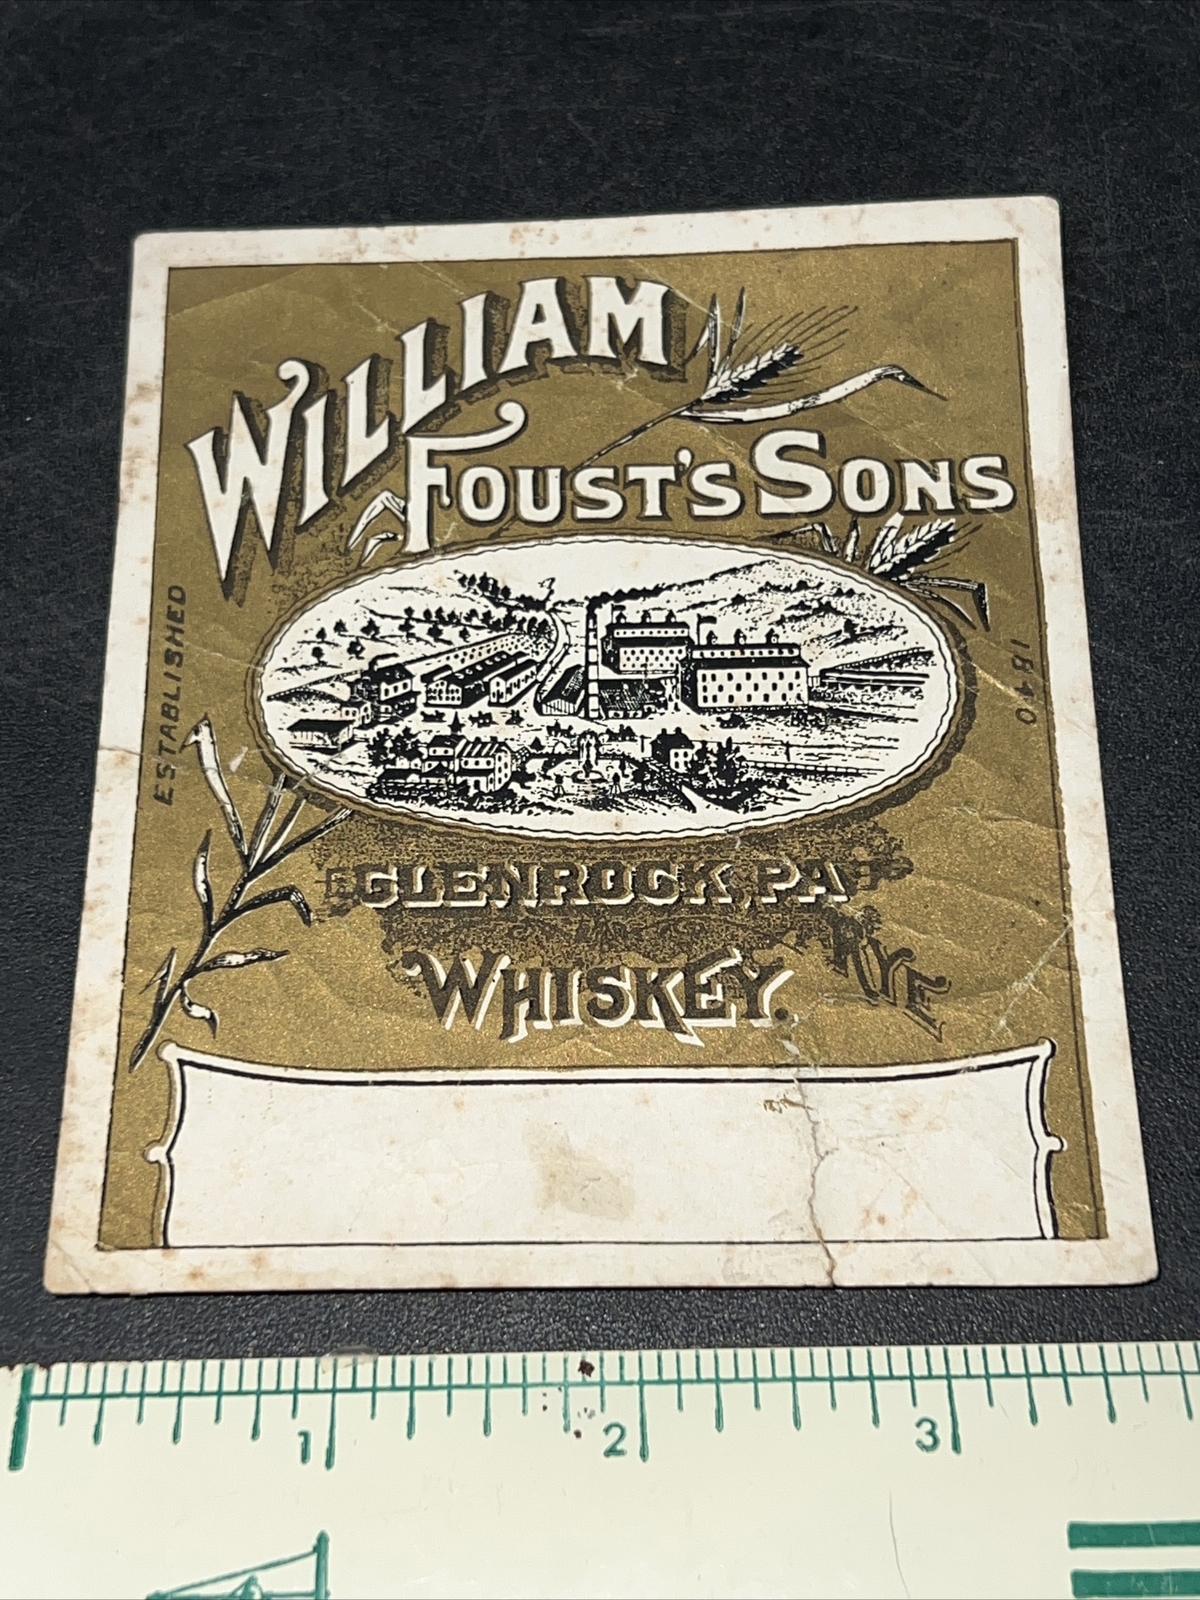 WILLIAM
FOUST'S SONS
ESTABLISHED
1840
GLENROCK, PA
RYE
WHISKEY.
1 2 3